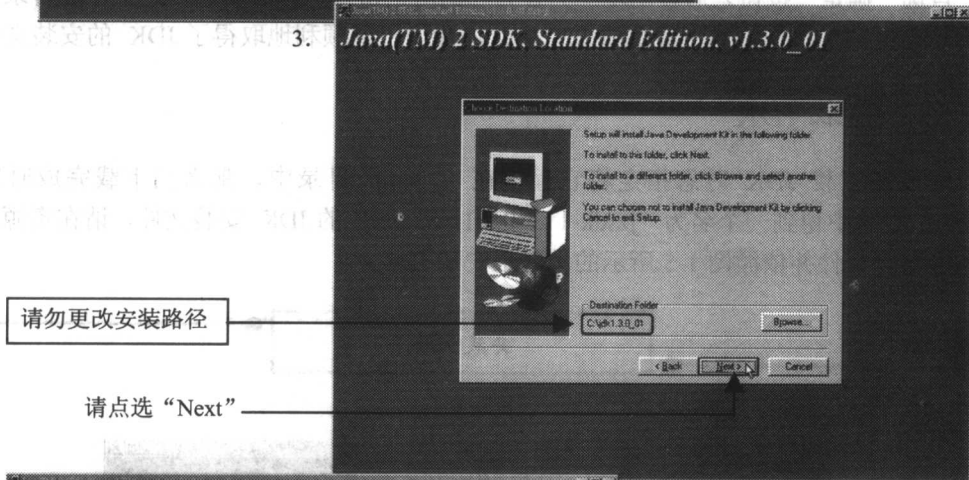 3.
Java(TM) 2 SDK, Standard Edition, v1.3.0_01
Choose Destination Location
Setup will install Java Development Kit in the following folder.
To install to this folder, click Next.
To install to a different folder, click Browse and select another
folder.
You can choose not to install Java Development Kit by clicking
Cancel to exit Setup.
请勿更改安装路径
Destination Folder
C:\jdk1.3.0_01
Browse...
< Back
Next >
Cancel
请点选“Next”